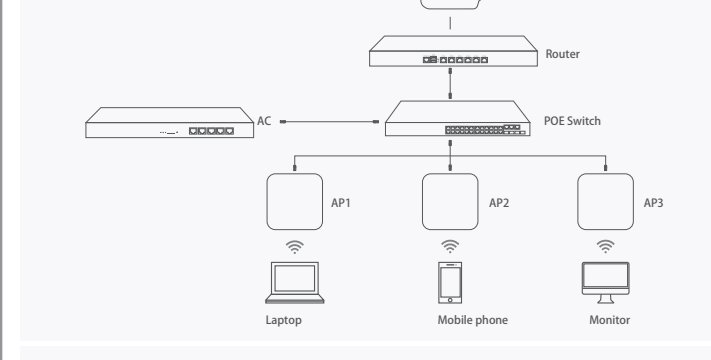 Router
AC
POE Switch
AP1
AP2
AP3
Laptop
Mobile phone
Monitor